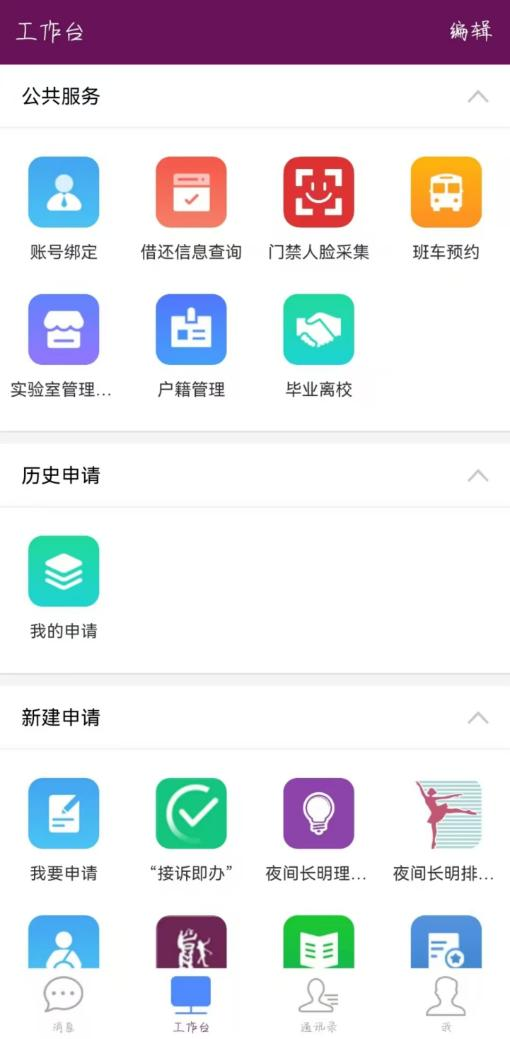 工作台 编辑
公共服务
账号绑定 借还信息查询 门禁人脸采集 班车预约
实验室管理... 户籍管理 毕业离校
历史申请
我的申请
新建申请
我要申请 “接诉即办” 夜间长明理... 夜间长明排...
消息 工作台 通讯录 我